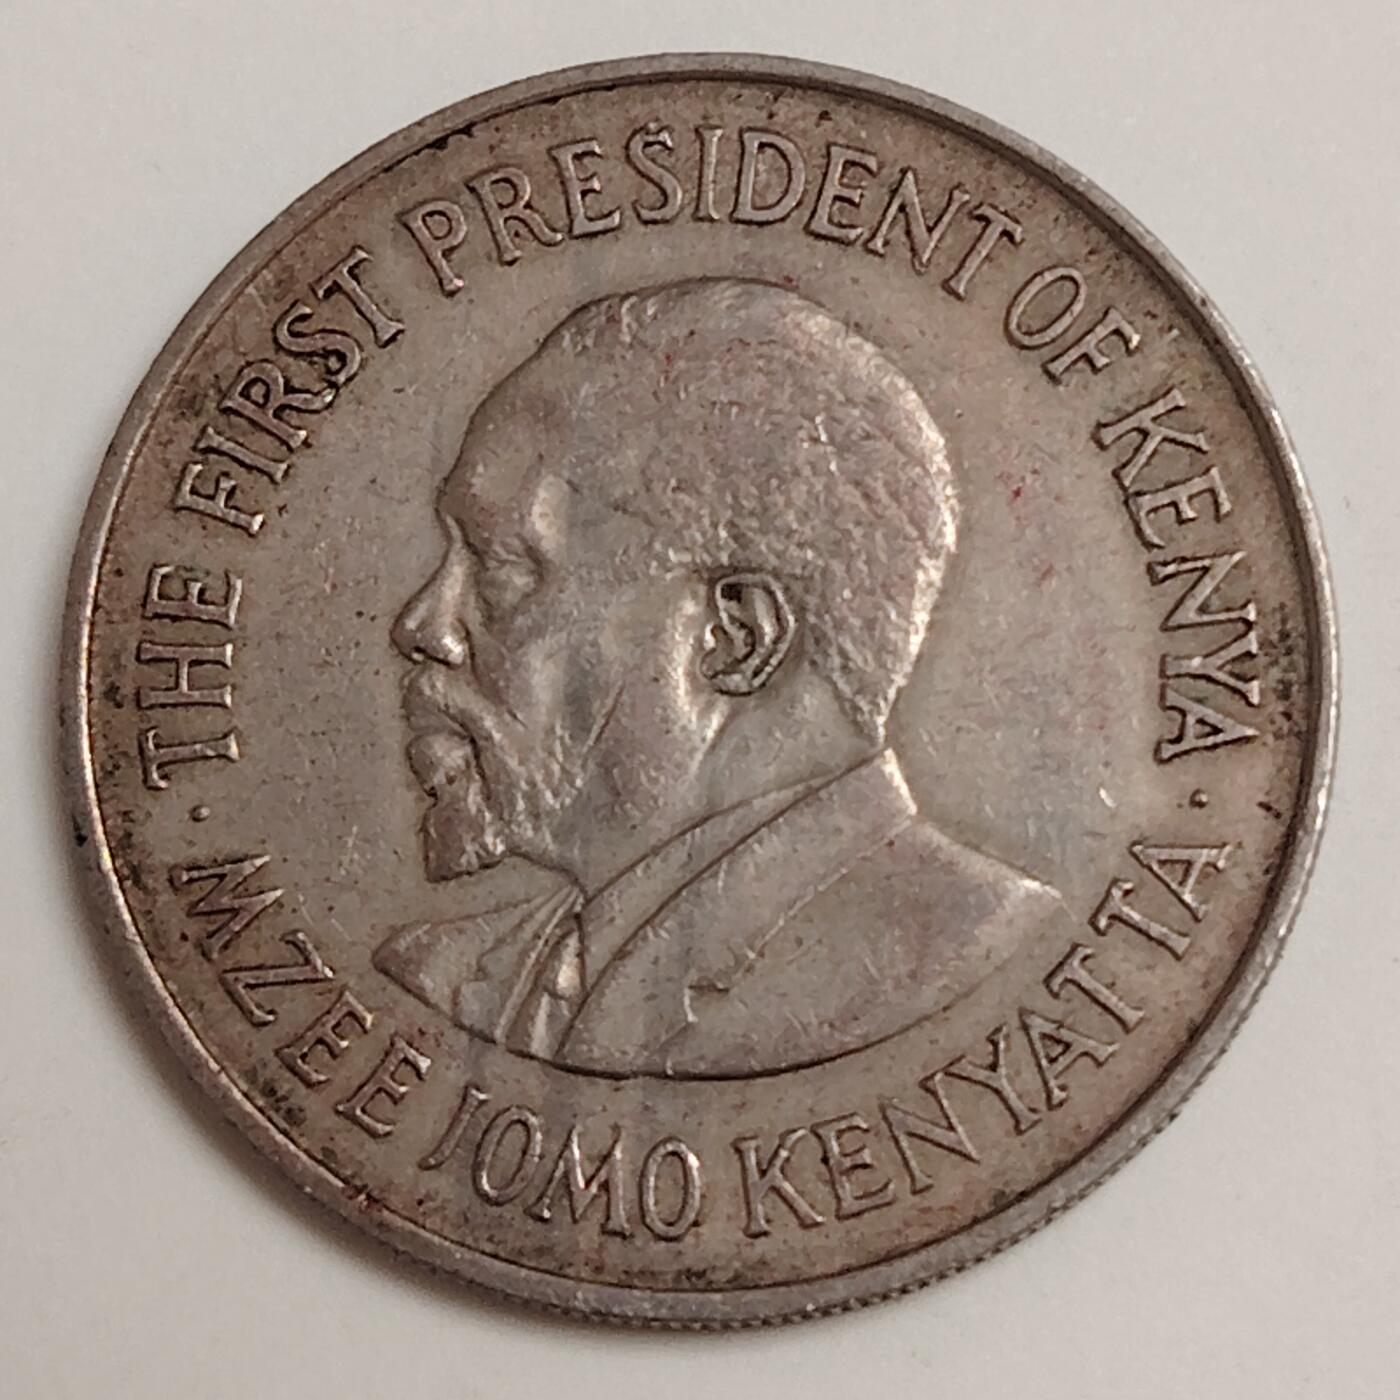 · THE FIRST PRESIDENT OF KENYA ·
MZEE JOMO KENYATTA